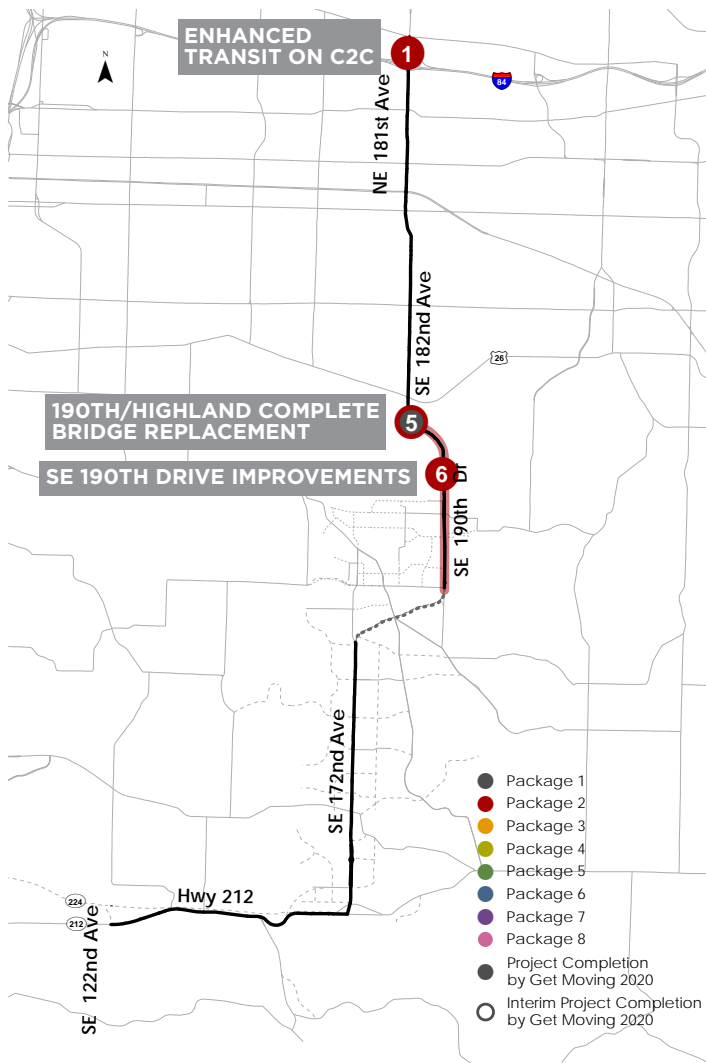 ENHANCED
TRANSIT ON C2C
1
N
84
NE 181st Ave
SE 182nd Ave
26
190TH/HIGHLAND COMPLETE
BRIDGE REPLACEMENT
5
SE 190TH DRIVE IMPROVEMENTS
6
SE 190th Dr
SE 172nd Ave
Hwy 212
224
212
SE 122nd Ave
Package 1
Package 2
Package 3
Package 4
Package 5
Package 6
Package 7
Package 8
Project Completion
by Get Moving 2020
Interim Project Completion
by Get Moving 2020